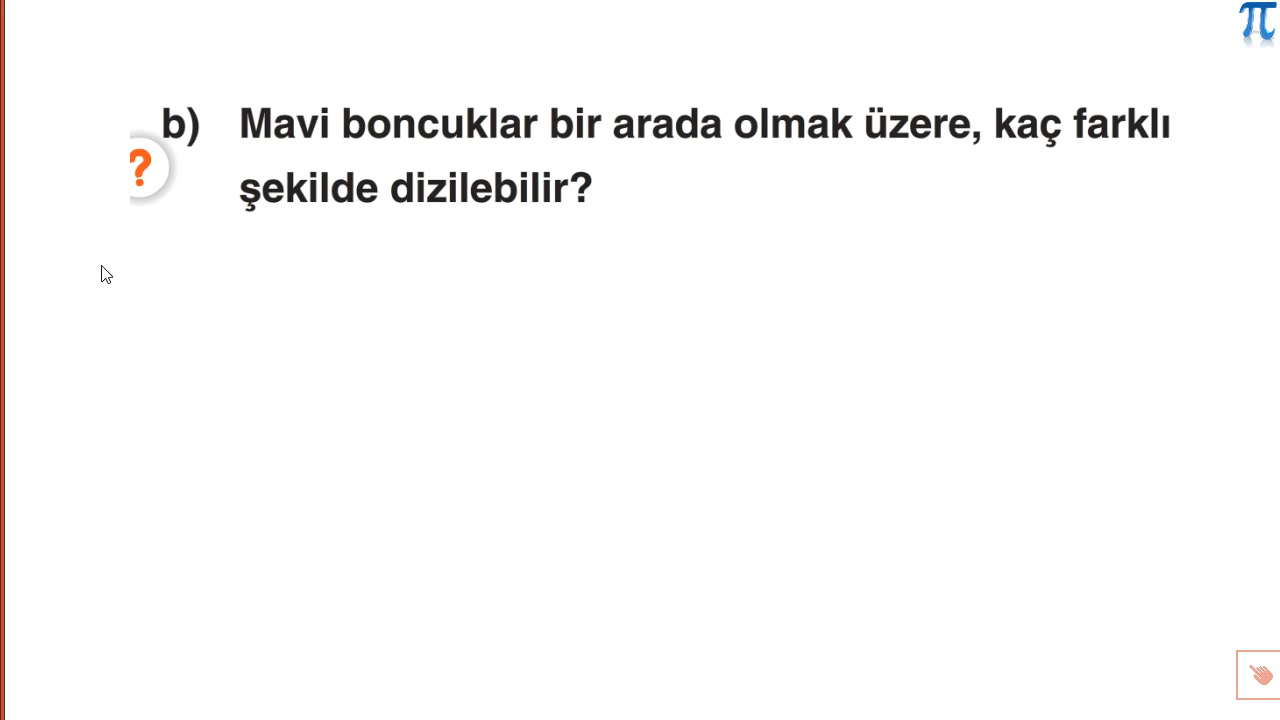 π
b) Mavi boncuklar bir arada olmak üzere, kaç farklı
?
şekilde dizilebilir?